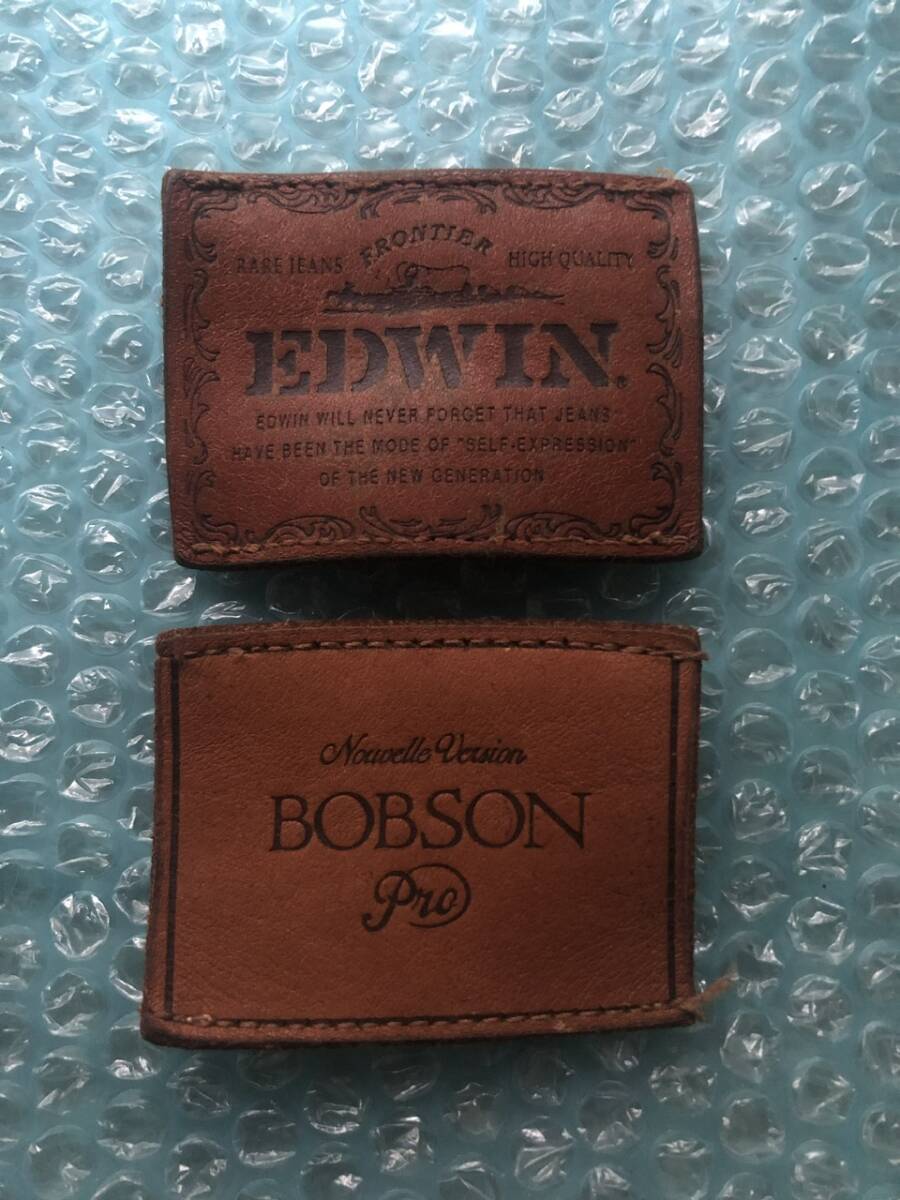 FRONTIER
RARE JEANS HIGH QUALITY
EDWIN.
EDWIN WILL NEVER FORGET THAT JEANS
HAVE BEEN THE MODE OF "SELF-EXPRESSION"
OF THE NEW GENERATION
Nouvelle Version
BOBSON
Pro